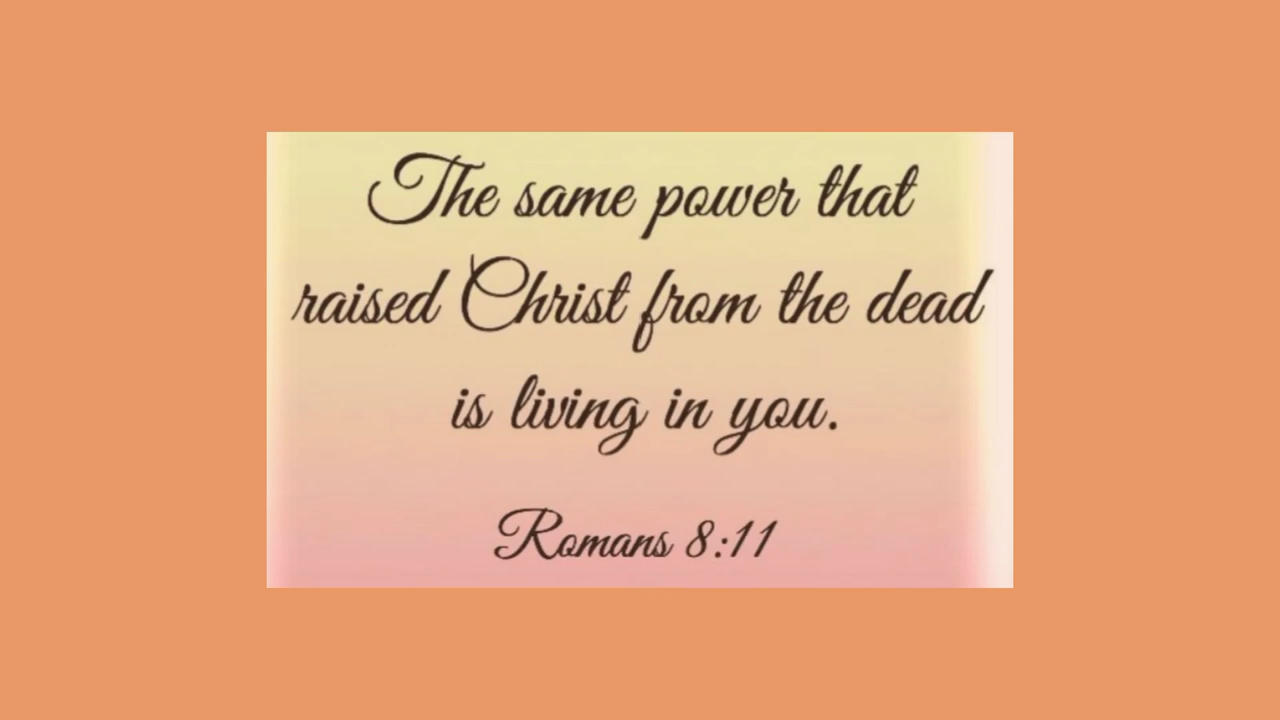 The same power that
raised Christ from the dead
is living in you.
Romans 8:11